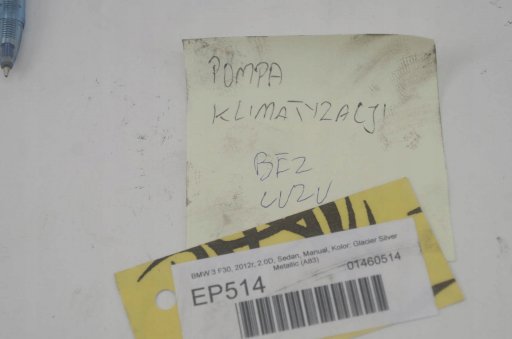 POMPA
KLIMATYZACJI
BEZ
LUZU
BMW 3 F30, 2012r, 2.0D, Sedan, Manual, Kolor: Glacier Silver
Metallic (A83)
EP514
01460514